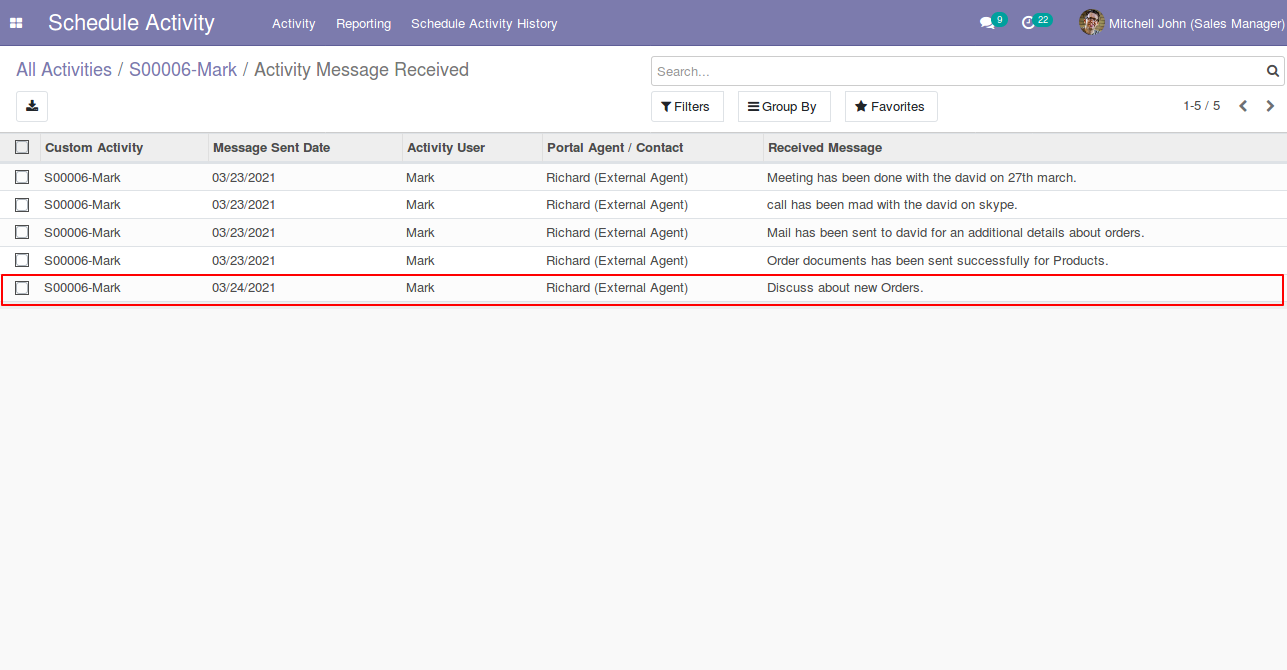 Schedule Activity Activity Reporting Schedule Activity History 9 22 Mitchell John (Sales Manager)
All Activities / S00006-Mark / Activity Message Received
Search...
Filters Group By Favorites 1-5 / 5
Custom Activity Message Sent Date Activity User Portal Agent / Contact Received Message
S00006-Mark 03/23/2021 Mark Richard (External Agent) Meeting has been done with the david on 27th march.
S00006-Mark 03/23/2021 Mark Richard (External Agent) call has been mad with the david on skype.
S00006-Mark 03/23/2021 Mark Richard (External Agent) Mail has been sent to david for an additional details about orders.
S00006-Mark 03/23/2021 Mark Richard (External Agent) Order documents has been sent successfully for Products.
S00006-Mark 03/24/2021 Mark Richard (External Agent) Discuss about new Orders.